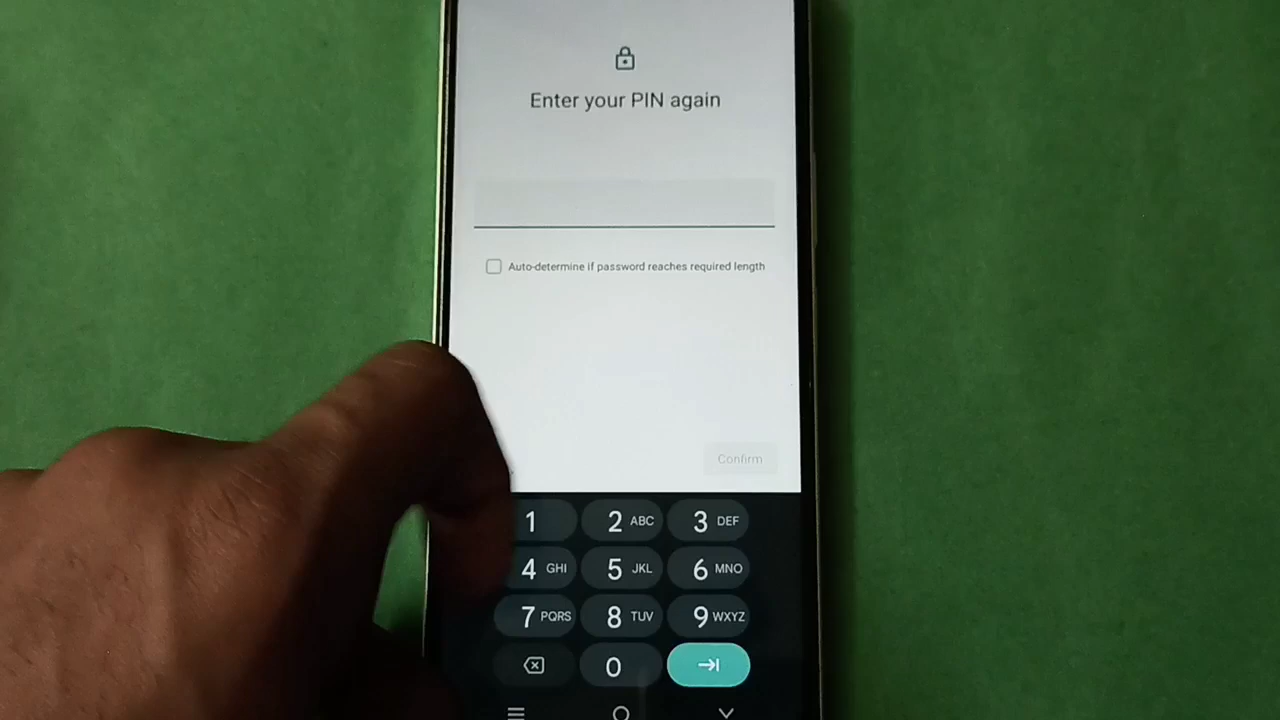 Enter your PIN again
Auto-determine if password reaches required length
Confirm
1 2 ABC 3 DEF
4 GHI 5 JKL 6 MNO
7 PQRS 8 TUV 9 WXYZ
0